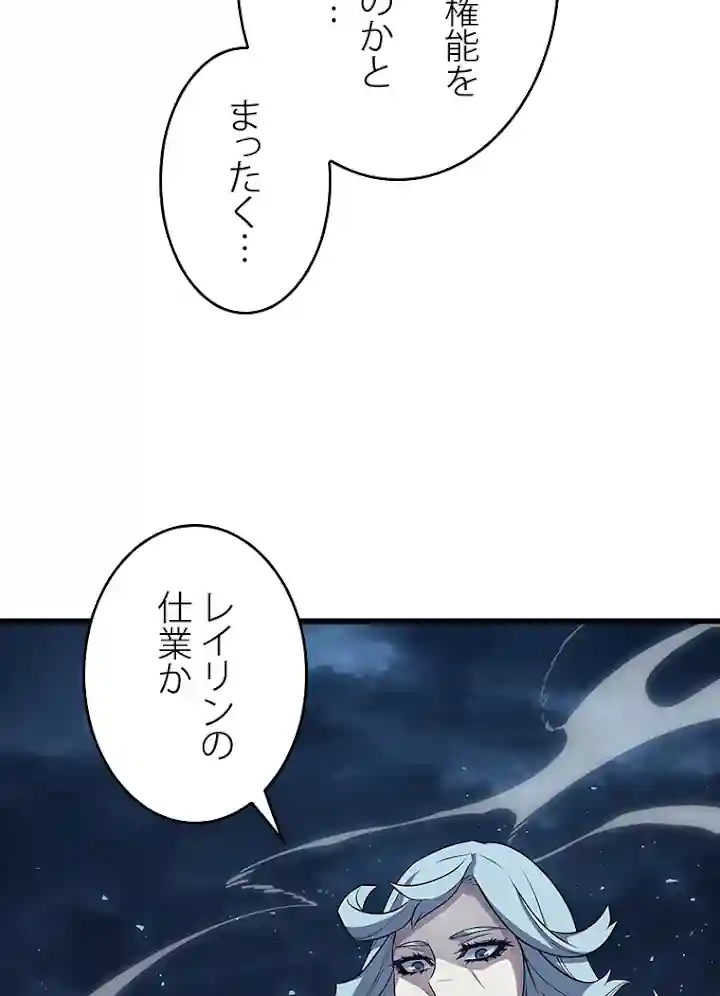 権能を
のかと
…
まったく…
レイリンの
仕業か